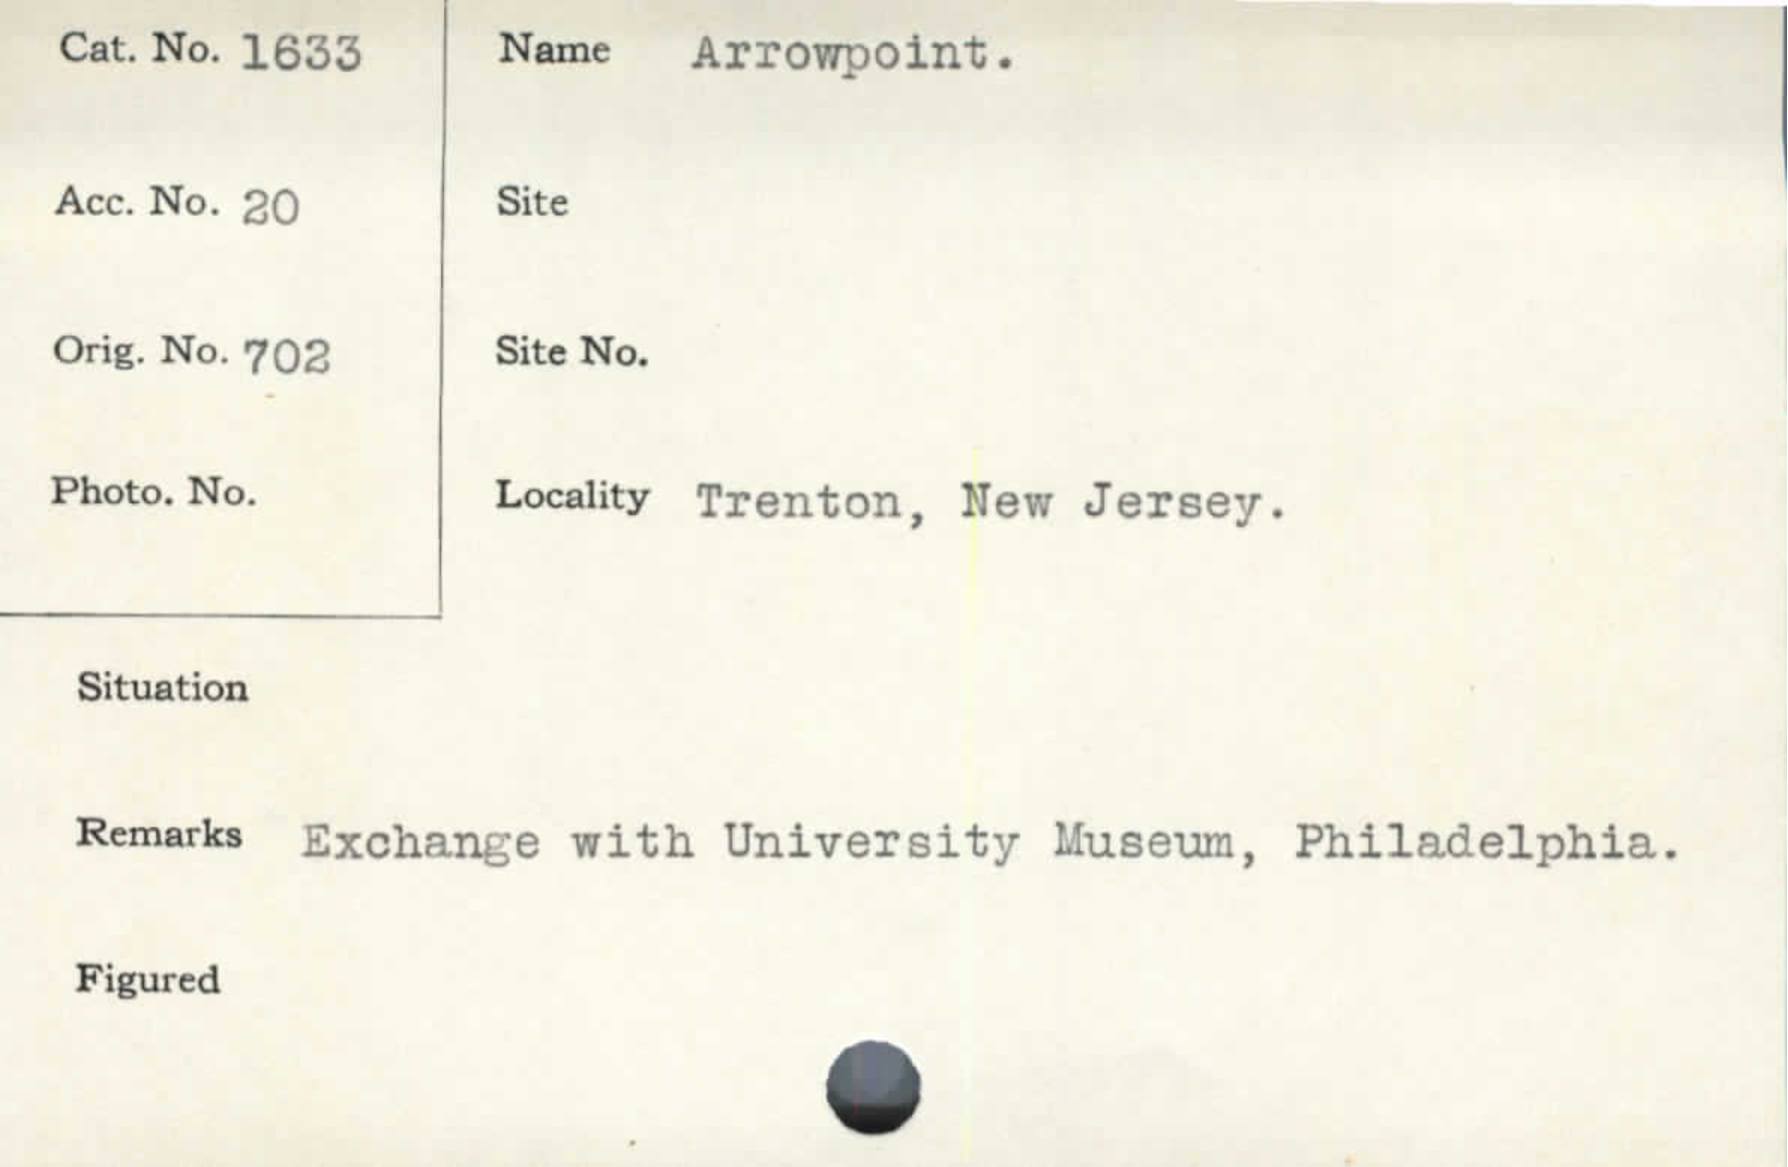 Cat. No. 1633
Name Arrowpoint.
Acc. No. 20
Site
Orig. No. 702
Site No.
Photo. No.
Locality Trenton, New Jersey.
Situation
Remarks Exchange with University Museum, Philadelphia.
Figured